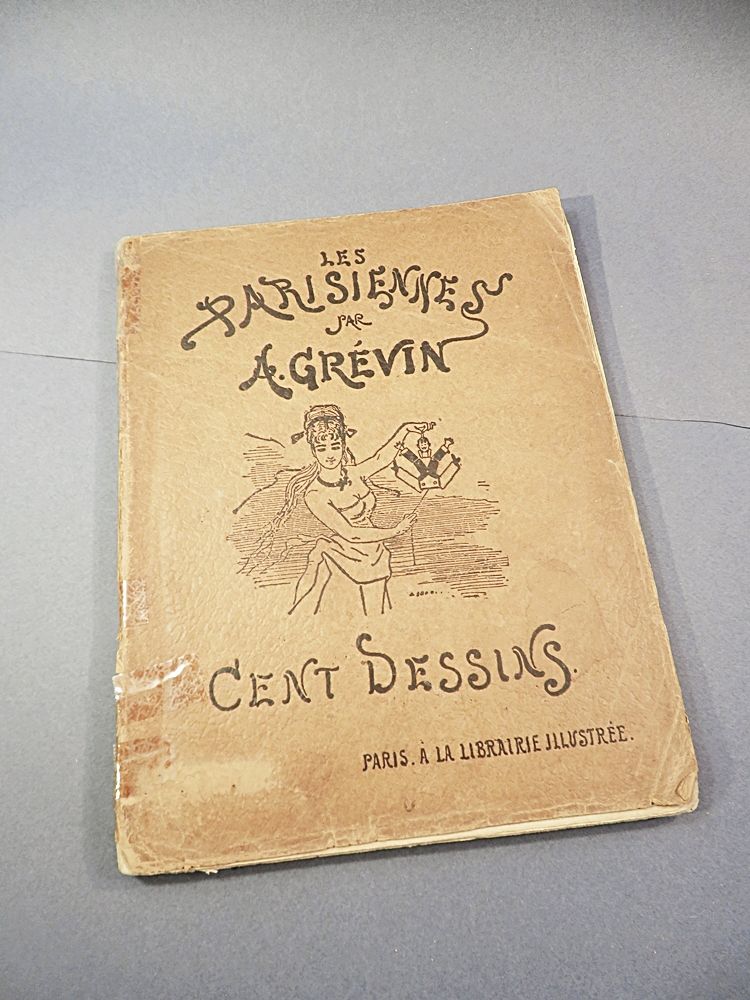 LES
PARISIENNES
PAR
A. GRÉVIN
CENT DESSINS.
PARIS. À LA LIBRAIRIE ILLUSTRÉE.